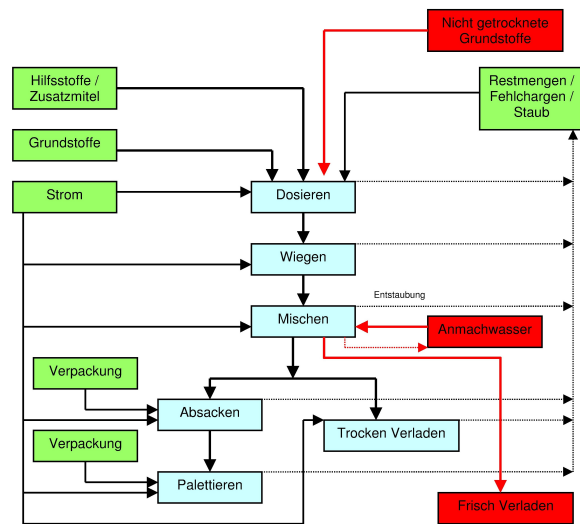 Nicht getrocknete
Grundstoffe
Hilfsstoffe /
Zusatzmitel
Restmengen /
Fehlchargen /
Staub
Grundstoffe
Strom
Dosieren
Wiegen
Entstaubung
Mischen
Anmachwasser
Verpackung
Absacken
Trocken Verladen
Verpackung
Palettieren
Frisch Verladen